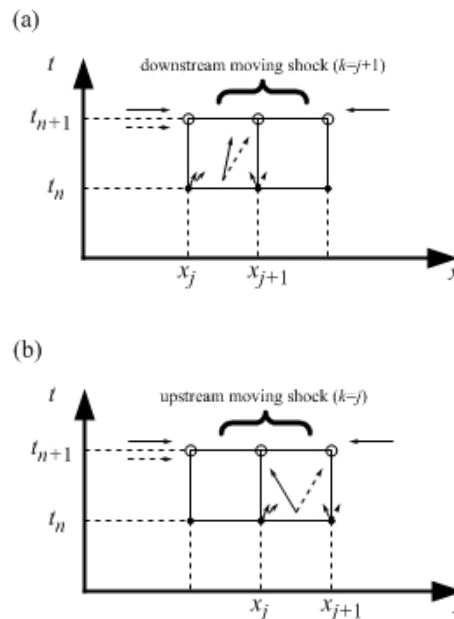 (a)
t
downstream moving shock (k=j+1)
t_{n+1}
t_n
x_j
x_{j+1}
(b)
t
upstream moving shock (k=j)
t_{n+1}
t_n
x_j
x_{j+1}